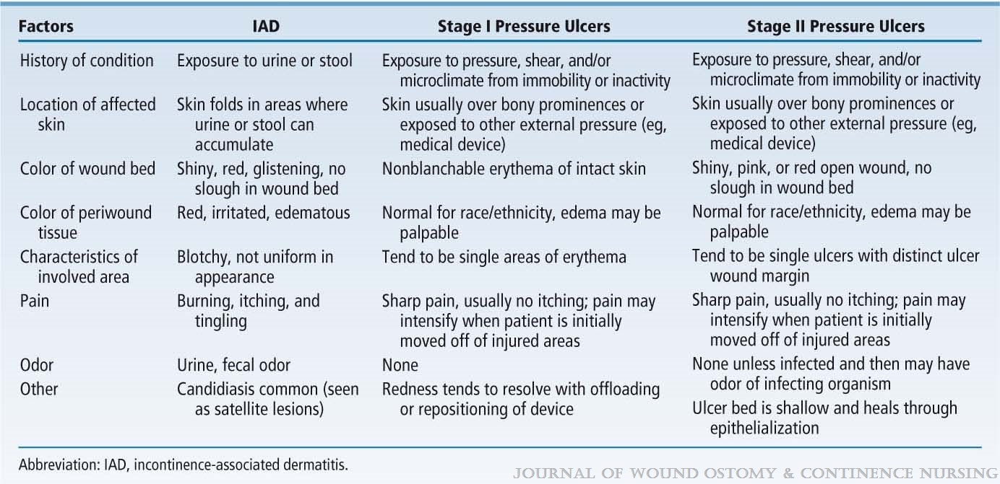 Factors IAD Stage I Pressure Ulcers Stage II Pressure Ulcers
History of condition Exposure to urine or stool Exposure to pressure, shear, and/or Exposure to pressure, shear, and/or
microclimate from immobility or inactivity microclimate from immobility or inactivity
Location of affected Skin folds in areas where Skin usually over bony prominences or Skin usually over bony prominences or
skin urine or stool can exposed to other external pressure (eg, exposed to other external pressure (eg,
accumulate medical device) medical device)
Color of wound bed Shiny, red, glistening, no Nonblanchable erythema of intact skin Shiny, pink, or red open wound, no
slough in wound bed slough in wound bed
Color of periwound Red, irritated, edematous Normal for race/ethnicity, edema may be Normal for race/ethnicity, edema may be
tissue palpable palpable
Characteristics of Blotchy, not uniform in Tend to be single areas of erythema Tend to be single ulcers with distinct ulcer
involved area appearance wound margin
Pain Burning, itching, and Sharp pain, usually no itching; pain may Sharp pain, usually no itching; pain may
tingling intensify when patient is initially intensify when patient is initially
moved off of injured areas moved off of injured areas
Odor Urine, fecal odor None None unless infected and then may have
odor of infecting organism
Other Candidiasis common (seen Redness tends to resolve with offloading
as satellite lesions) or repositioning of device Ulcer bed is shallow and heals through
epithelialization
Abbreviation: IAD, incontinence-associated dermatitis.
JOURNAL OF WOUND OSTOMY & CONTINENCE NURSING